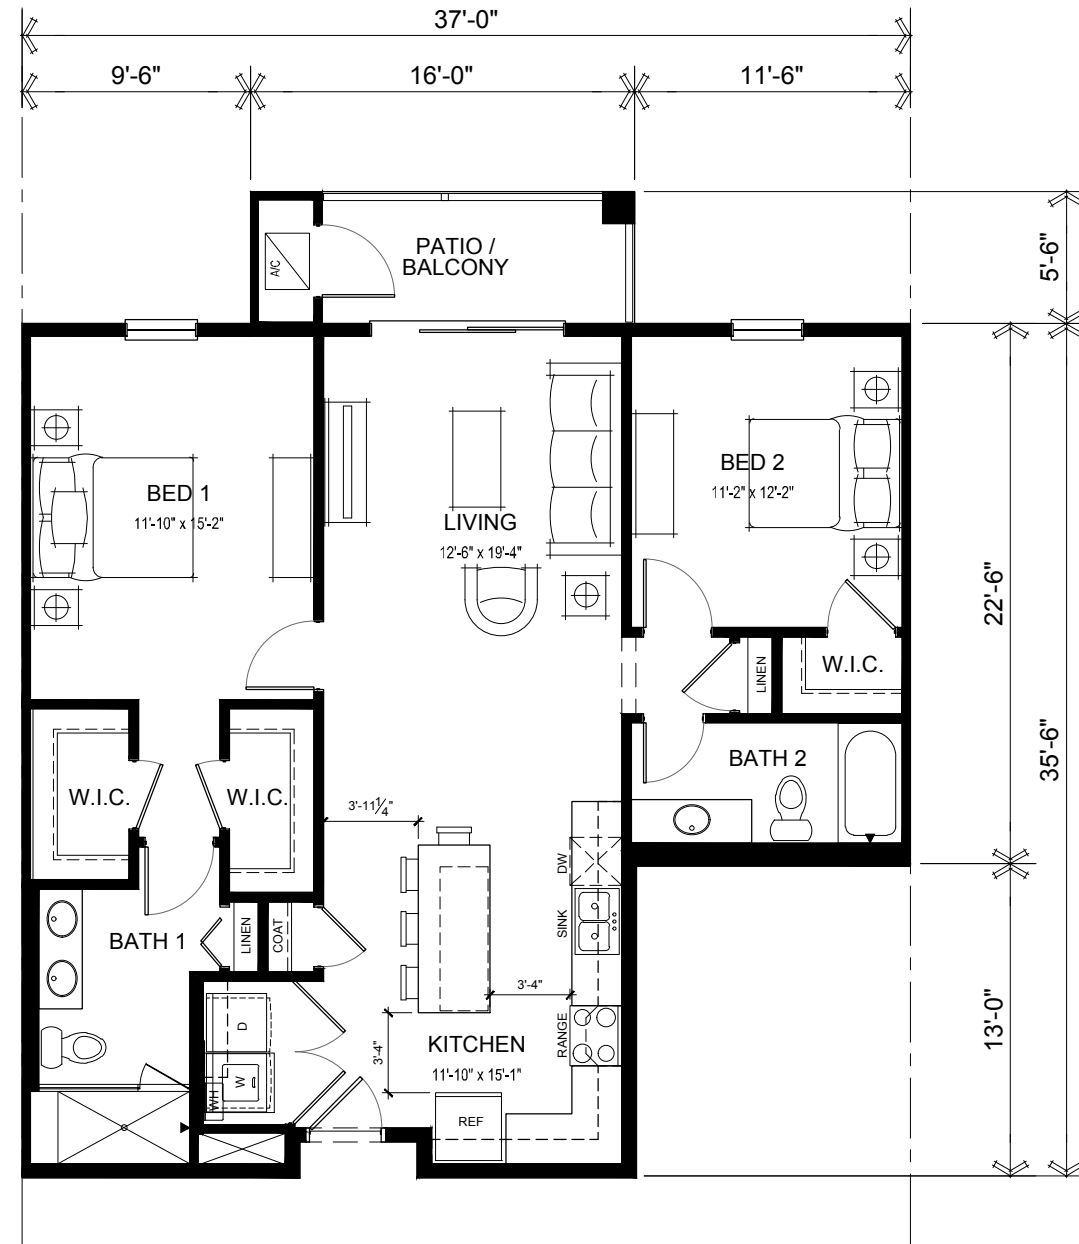 37'-0"
9'-6"
16'-0"
11'-6"
5'-6"
A/C
PATIO /
BALCONY
BED 1
11'-10" x 15'-2"
LIVING
12'-6" x 19'-4"
BED 2
11'-2" x 12'-2"
22'-6"
35'-6"
LINEN
W.I.C.
BATH 2
W.I.C.
W.I.C.
3'-11 1/4"
DW
SINK
BATH 1
LINEN
COAT
3'-4"
RANGE
KITCHEN
11'-10" x 15'-1"
3'-4"
13'-0"
D
W
WH
REF